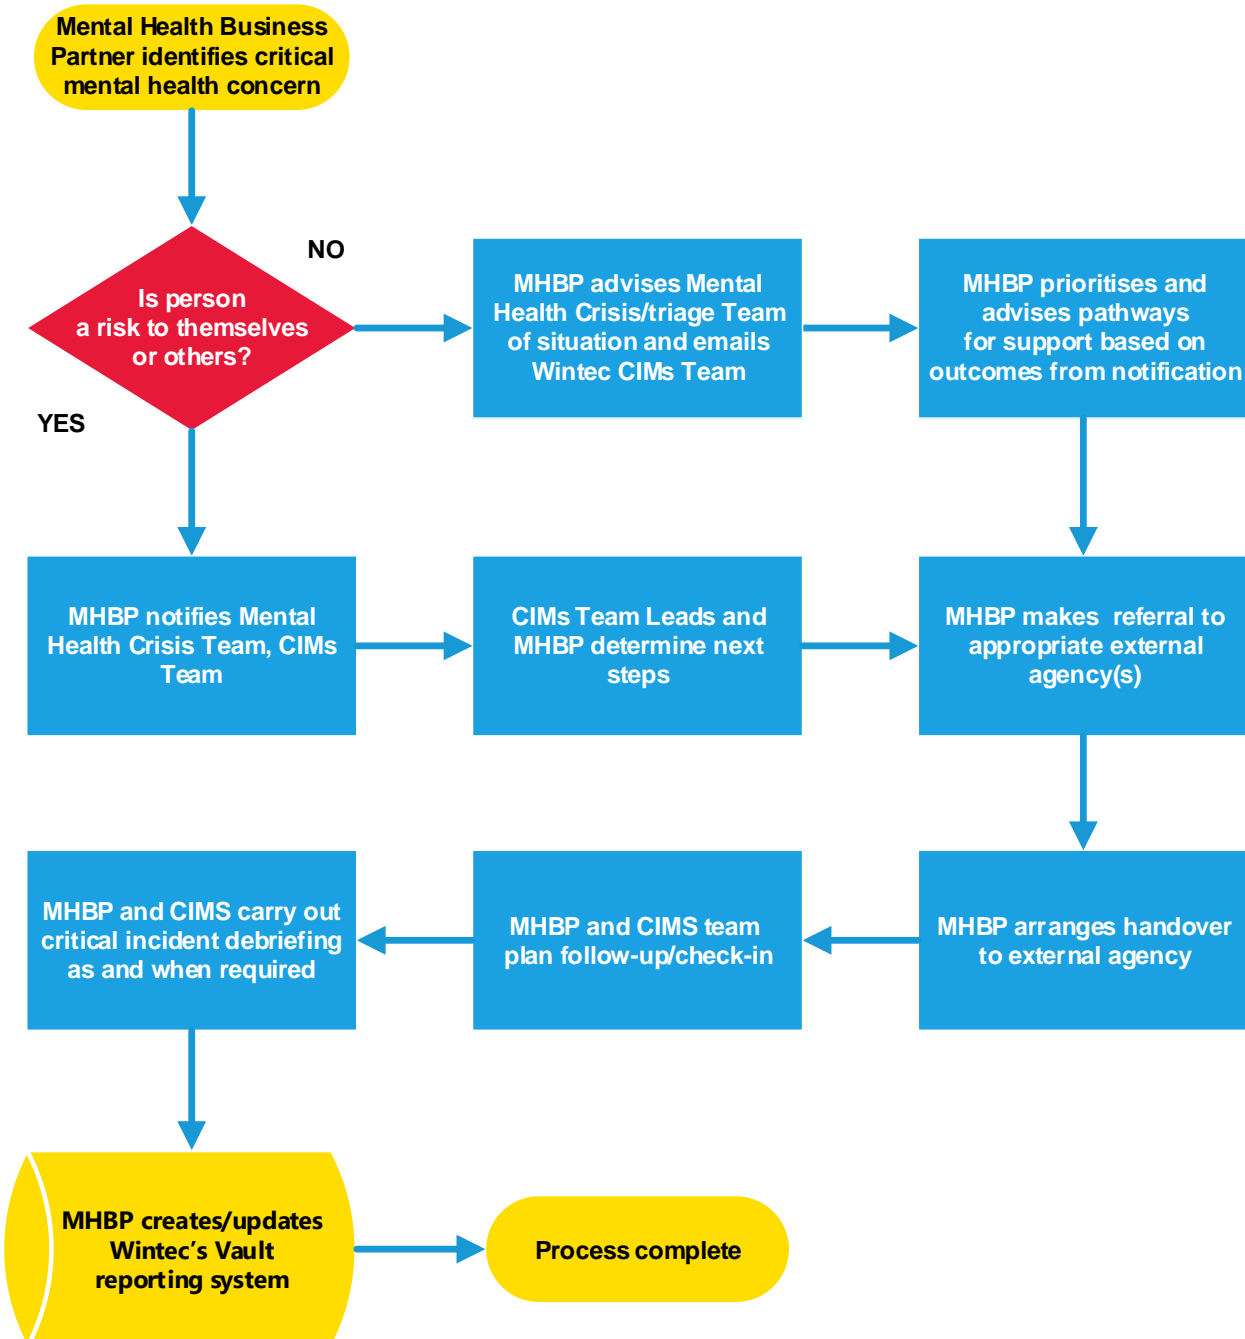 Mental Health Business
Partner identifies critical
mental health concern
Is person
a risk to themselves
or others?
NO
YES
MHBP advises Mental
Health Crisis/triage Team
of situation and emails
Wintec CIMs Team
MHBP prioritises and
advises pathways
for support based on
outcomes from notification
MHBP notifies Mental
Health Crisis Team, CIMs
Team
CIMs Team Leads and
MHBP determine next
steps
MHBP makes referral to
appropriate external
agency(s)
MHBP arranges handover
to external agency
MHBP and CIMS team
plan follow-up/check-in
MHBP and CIMS carry out
critical incident debriefing
as and when required
MHBP creates/updates
Wintec’s Vault
reporting system
Process complete